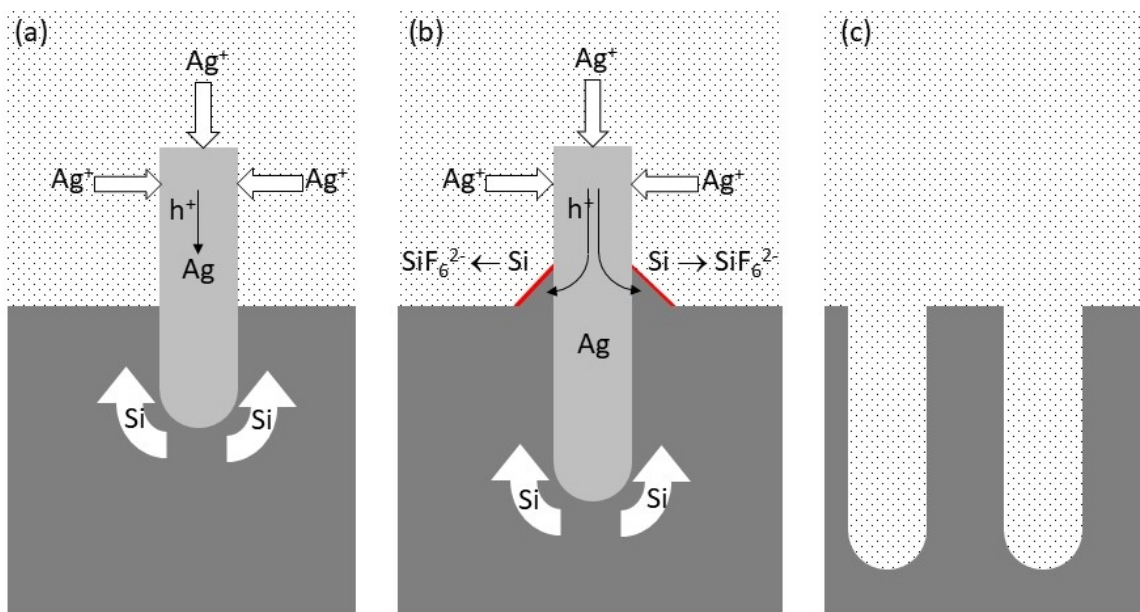 (a)
Ag⁺
Ag⁺ Ag⁺
h⁺
Ag
Si Si
(b)
Ag⁺
Ag⁺ Ag⁺
h⁺
SiF₆²⁻ ← Si Si → SiF₆²⁻
Ag
Si Si
(c)